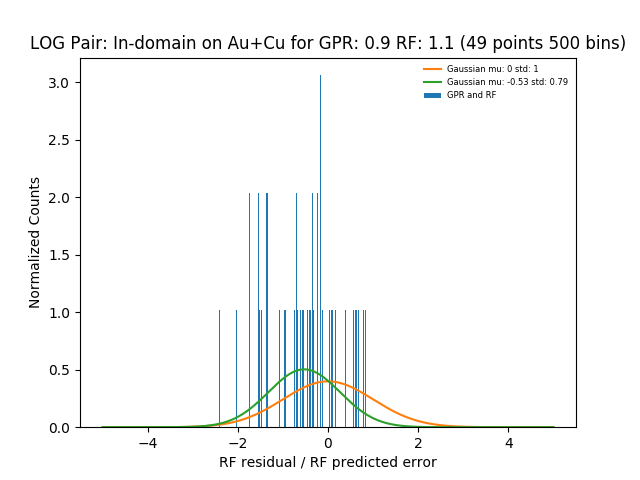 LOG Pair: In-domain on Au+Cu for GPR: 0.9 RF: 1.1 (49 points 500 bins)
Gaussian mu: 0 std: 1
Gaussian mu: -0.53 std: 0.79
GPR and RF
Normalized Counts
3.0
2.5
2.0
1.5
1.0
0.5
0.0
−4 −2 0 2 4
RF residual / RF predicted error